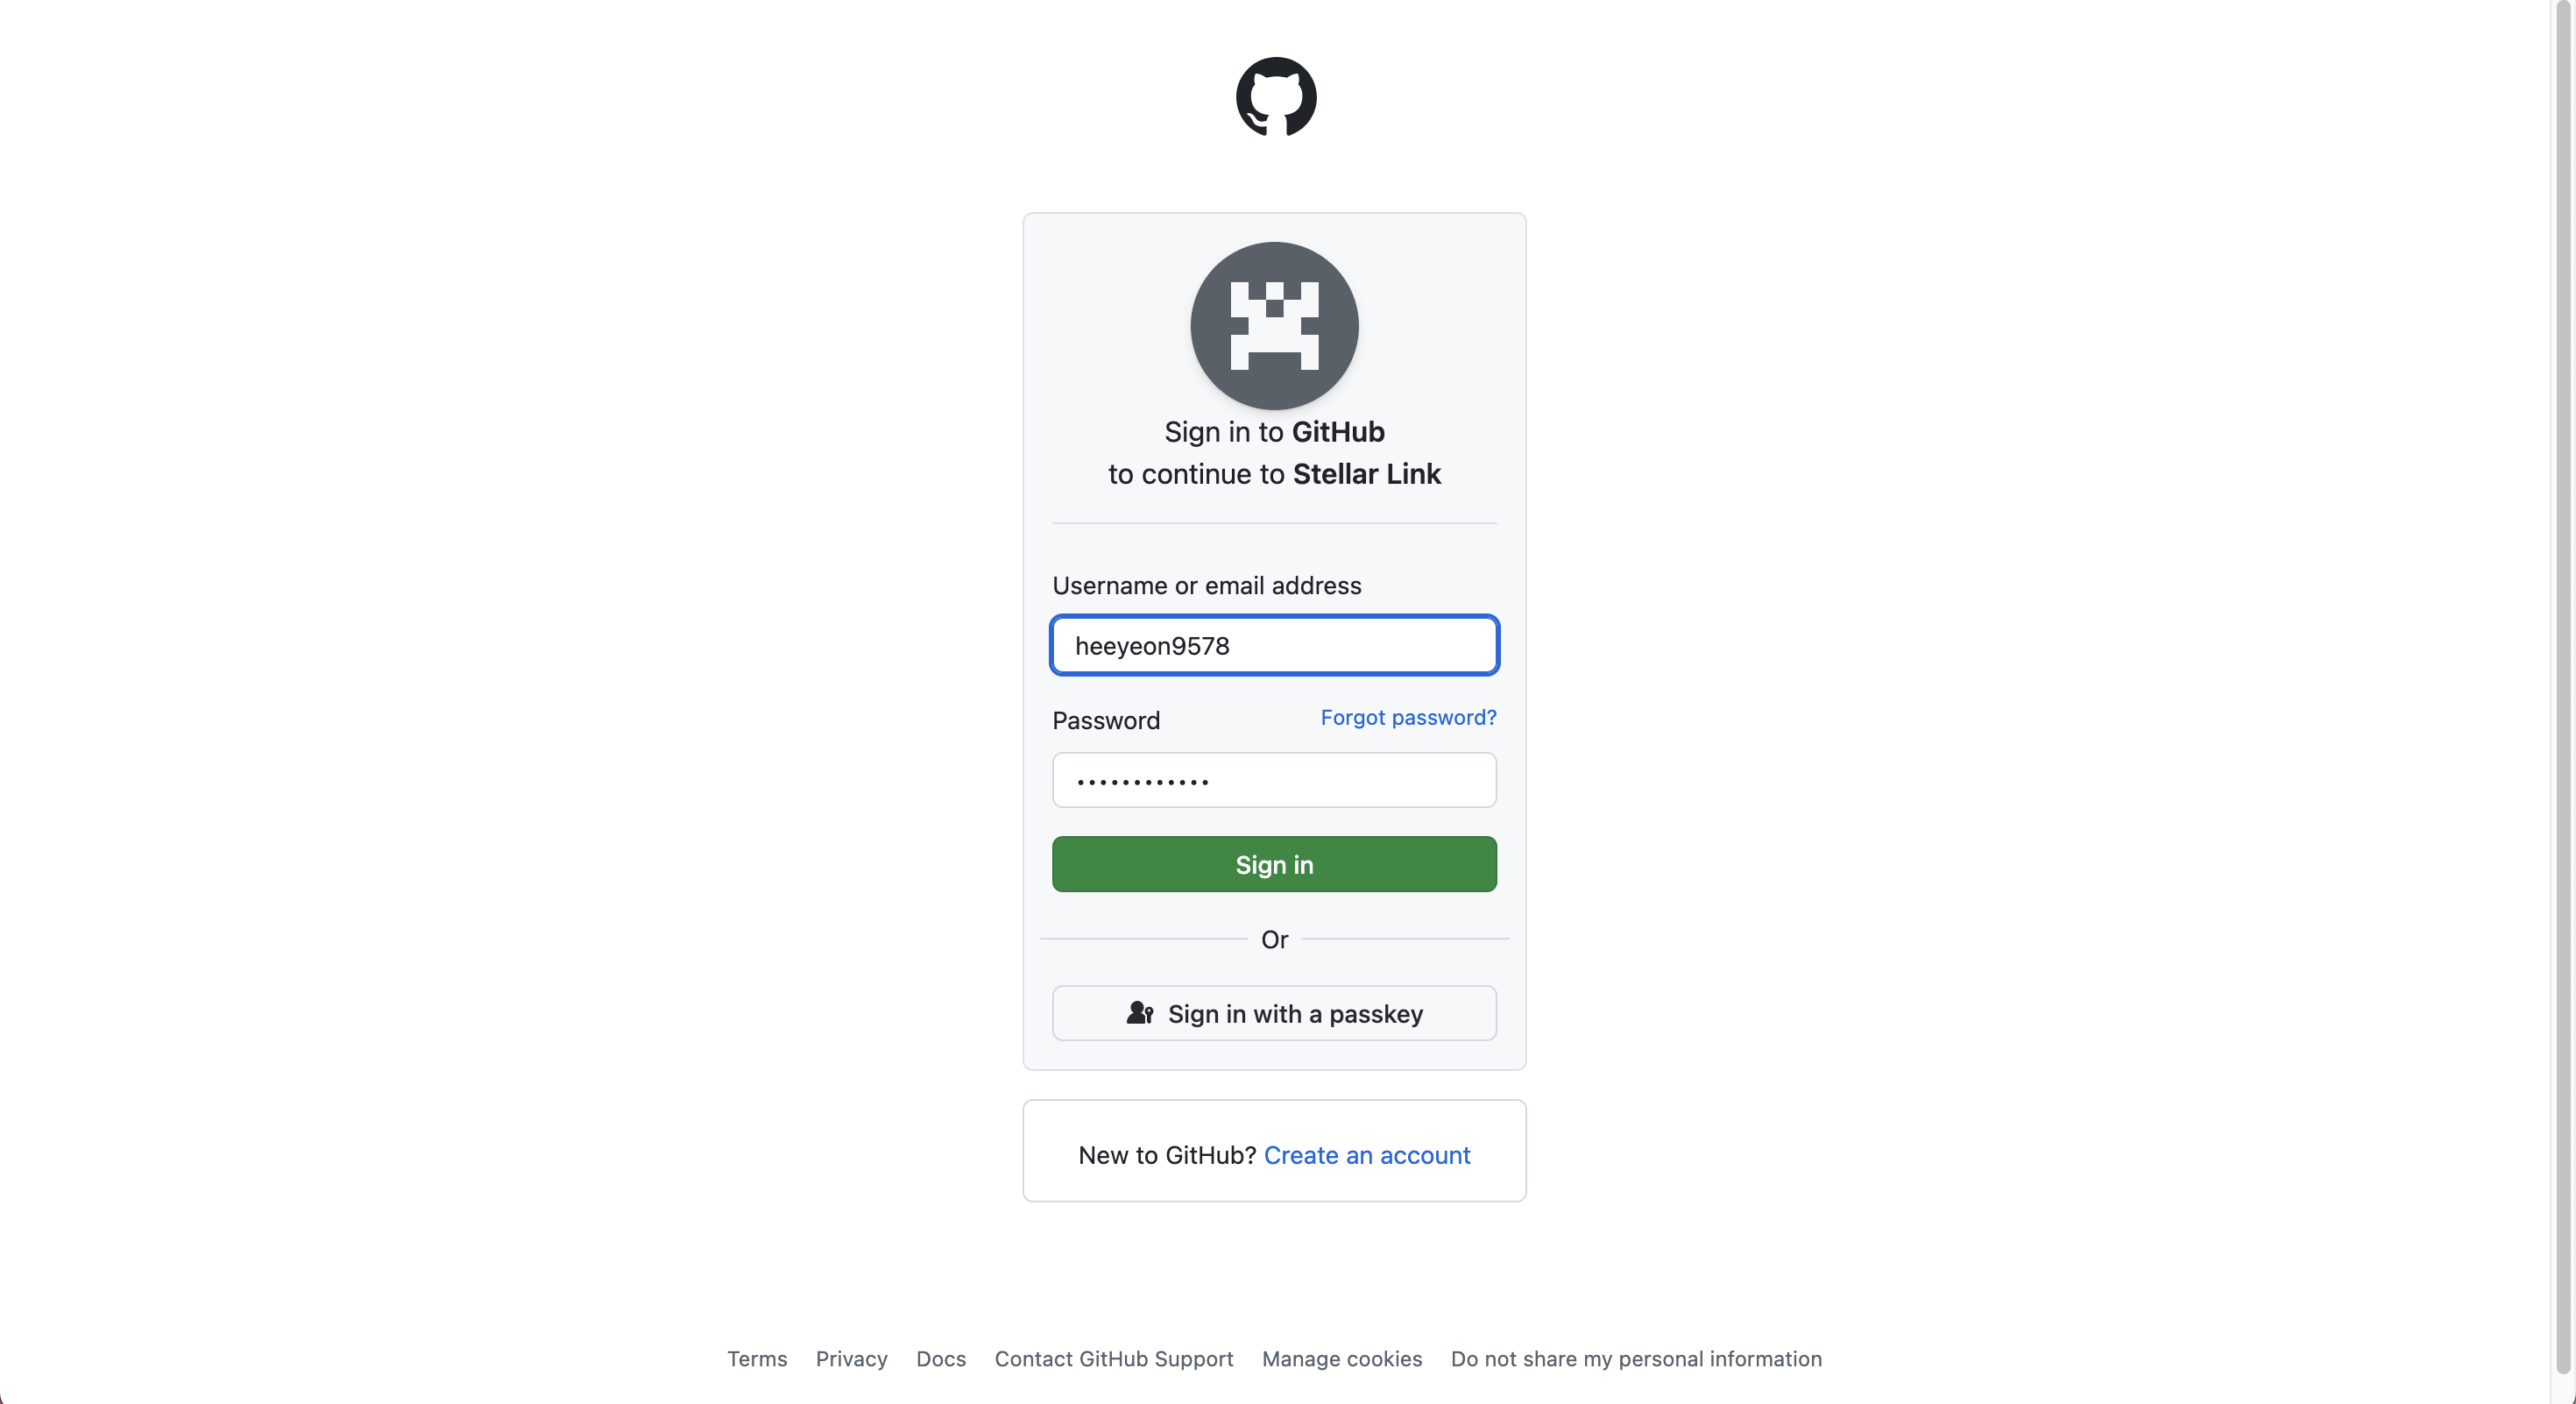 Sign in to GitHub
to continue to Stellar Link
Username or email address
heeyeon9578
Password
Forgot password?
••••••••••••
Sign in
Or
Sign in with a passkey
New to GitHub? Create an account
Terms Privacy Docs Contact GitHub Support Manage cookies Do not share my personal information